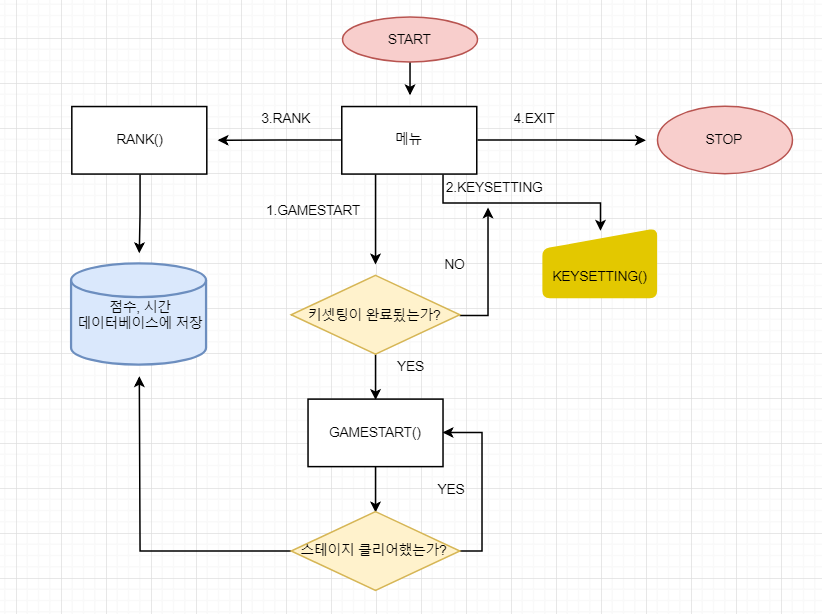 START
3.RANK
4.EXIT
RANK()
메뉴
STOP
2.KEYSETTING
1.GAMESTART
NO
KEYSETTING()
점수, 시간
데이터베이스에 저장
키셋팅이 완료됬는가?
YES
GAMESTART()
YES
스테이지 클리어했는가?